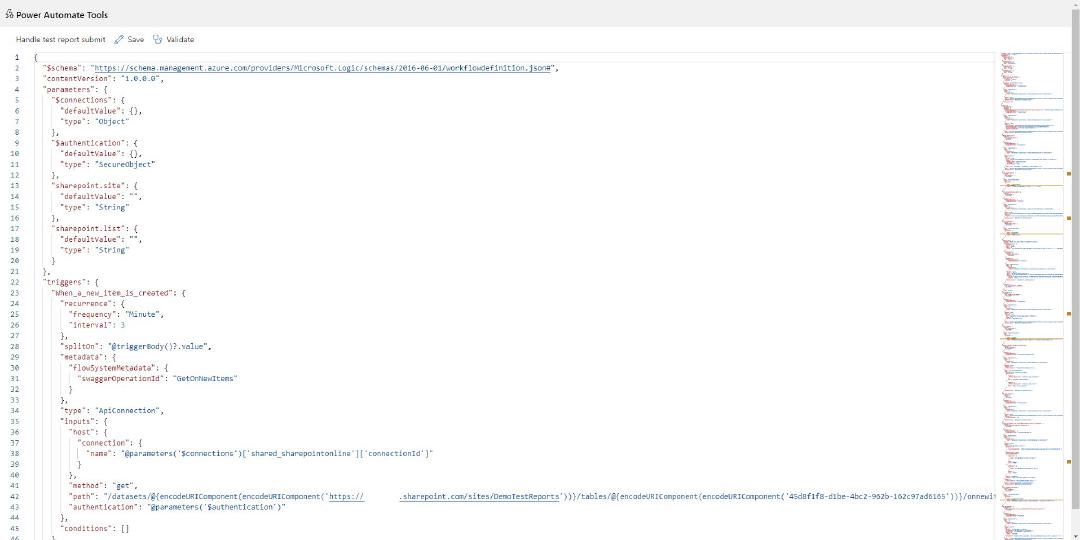 Power Automate Tools
Handle test report submit Save Validate
1 {
2 "$schema": "https://schema.management.azure.com/providers/Microsoft.Logic/schemas/2016-06-01/workflowdefinition.json#",
3 "contentVersion": "1.0.0.0",
4 "parameters": {
5 "$connections": {
6 "defaultValue": {},
7 "type": "Object"
8 },
9 "$authentication": {
10 "defaultValue": {},
11 "type": "SecureObject"
12 },
13 "sharepoint.site": {
14 "defaultValue": "",
15 "type": "String"
16 },
17 "sharepoint.list": {
18 "defaultValue": "",
19 "type": "String"
20 }
21 },
22 "triggers": {
23 "When_a_new_item_is_created": {
24 "recurrence": {
25 "frequency": "Minute",
26 "interval": 3
27 },
28 "splitOn": "@triggerBody()?.value",
29 "metadata": {
30 "flowSystemMetadata": {
31 "swaggerOperationId": "GetOnNewItems"
32 }
33 },
34 "type": "ApiConnection",
35 "inputs": {
36 "host": {
37 "connection": {
38 "name": "@parameters('$connections')['shared_sharepointonline']['connectionId']"
39 }
40 },
41 "method": "get",
42 "path": "/datasets/@{encodeURIComponent(encodeURIComponent('https:// .sharepoint.com/sites/DemoTestReports'))}/tables/@{encodeURIComponent(encodeURIComponent('45d8f1f8-d1be-4bc2-962b-162c97ad6165'))}/onnewit
43 "authentication": "@parameters('$authentication')"
44 },
45 "conditions": []
46 }